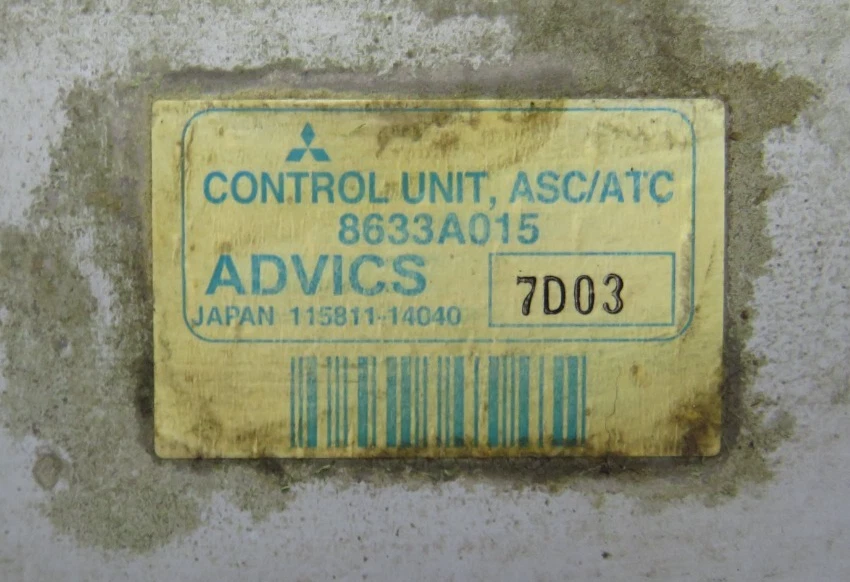 CONTROL UNIT, ASC/ATC
8633A015
ADVICS
7D03
JAPAN 115811-14040